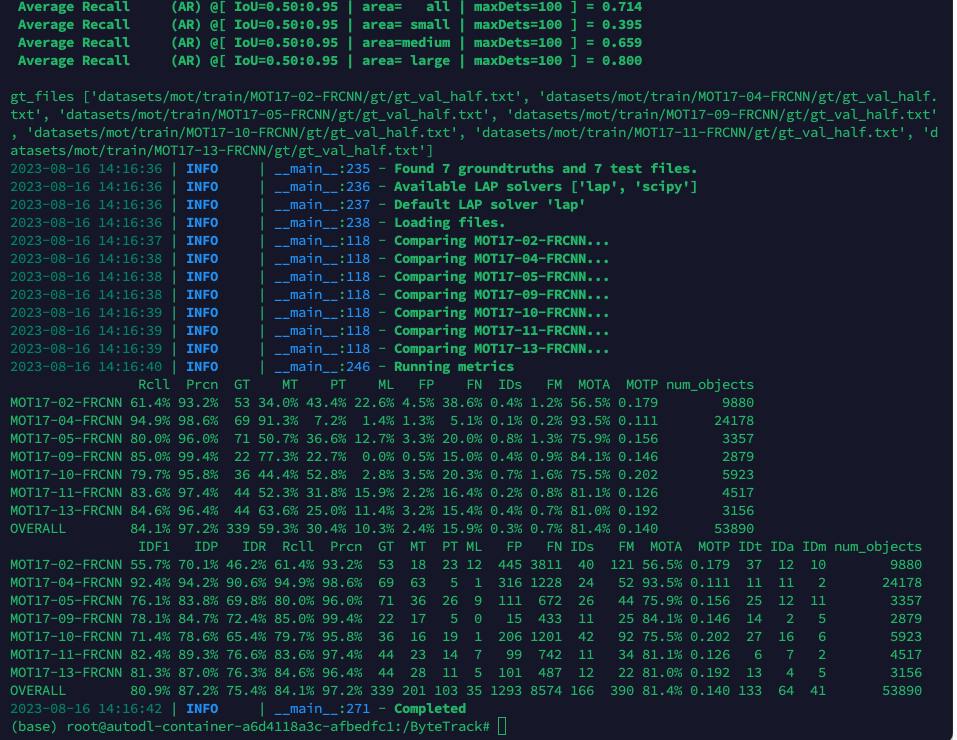 Average Recall     (AR) @[ IoU=0.50:0.95 | area=   all | maxDets=100 ] = 0.714
Average Recall     (AR) @[ IoU=0.50:0.95 | area= small | maxDets=100 ] = 0.395
Average Recall     (AR) @[ IoU=0.50:0.95 | area=medium | maxDets=100 ] = 0.659
Average Recall     (AR) @[ IoU=0.50:0.95 | area= large | maxDets=100 ] = 0.800
gt_files ['datasets/mot/train/MOT17-02-FRCNN/gt/gt_val_half.txt', 'datasets/mot/train/MOT17-04-FRCNN/gt/gt_val_half.
txt', 'datasets/mot/train/MOT17-05-FRCNN/gt/gt_val_half.txt', 'datasets/mot/train/MOT17-09-FRCNN/gt/gt_val_half.txt'
, 'datasets/mot/train/MOT17-10-FRCNN/gt/gt_val_half.txt', 'datasets/mot/train/MOT17-11-FRCNN/gt/gt_val_half.txt', 'd
atasets/mot/train/MOT17-13-FRCNN/gt/gt_val_half.txt']
2023-08-16 14:16:36 | INFO     | __main__:235 - Found 7 groundtruths and 7 test files.
2023-08-16 14:16:36 | INFO     | __main__:236 - Available LAP solvers ['lap', 'scipy']
2023-08-16 14:16:36 | INFO     | __main__:237 - Default LAP solver 'lap'
2023-08-16 14:16:36 | INFO     | __main__:238 - Loading files.
2023-08-16 14:16:37 | INFO     | __main__:118 - Comparing MOT17-02-FRCNN...
2023-08-16 14:16:38 | INFO     | __main__:118 - Comparing MOT17-04-FRCNN...
2023-08-16 14:16:38 | INFO     | __main__:118 - Comparing MOT17-05-FRCNN...
2023-08-16 14:16:38 | INFO     | __main__:118 - Comparing MOT17-09-FRCNN...
2023-08-16 14:16:39 | INFO     | __main__:118 - Comparing MOT17-10-FRCNN...
2023-08-16 14:16:39 | INFO     | __main__:118 - Comparing MOT17-11-FRCNN...
2023-08-16 14:16:39 | INFO     | __main__:118 - Comparing MOT17-13-FRCNN...
2023-08-16 14:16:40 | INFO     | __main__:246 - Running metrics
Rcll  Prcn  GT    MT    PT    ML   FP    FN  IDs   FM  MOTA  MOTP num_objects
MOT17-02-FRCNN 61.4% 93.2%  53 34.0% 43.4% 22.6% 4.5% 38.6% 0.4% 1.2% 56.5% 0.179        9880
MOT17-04-FRCNN 94.9% 98.6%  69 91.3%  7.2%  1.4% 1.3%  5.1% 0.1% 0.2% 93.5% 0.111       24178
MOT17-05-FRCNN 80.0% 96.0%  71 50.7% 36.6% 12.7% 3.3% 20.0% 0.8% 1.3% 75.9% 0.156        3357
MOT17-09-FRCNN 85.0% 99.4%  22 77.3% 22.7%  0.0% 0.5% 15.0% 0.4% 0.9% 84.1% 0.146        2879
MOT17-10-FRCNN 79.7% 95.8%  36 44.4% 52.8%  2.8% 3.5% 20.3% 0.7% 1.6% 75.5% 0.202        5923
MOT17-11-FRCNN 83.6% 97.4%  44 52.3% 31.8% 15.9% 2.2% 16.4% 0.2% 0.8% 81.1% 0.126        4517
MOT17-13-FRCNN 84.6% 96.4%  44 63.6% 25.0% 11.4% 3.2% 15.4% 0.4% 0.7% 81.0% 0.192        3156
OVERALL        84.1% 97.2% 339 59.3% 30.4% 10.3% 2.4% 15.9% 0.3% 0.7% 81.4% 0.140       53890
IDF1   IDP   IDR  Rcll  Prcn  GT  MT  PT ML   FP   FN IDs   FM  MOTA  MOTP IDt IDa IDm num_objects
MOT17-02-FRCNN 55.7% 70.1% 46.2% 61.4% 93.2%  53  18  23 12  445 3811  40  121 56.5% 0.179  37  12  10        9880
MOT17-04-FRCNN 92.4% 94.2% 90.6% 94.9% 98.6%  69  63   5  1  316 1228  24   52 93.5% 0.111  11  11   2       24178
MOT17-05-FRCNN 76.1% 83.8% 69.8% 80.0% 96.0%  71  36  26  9  111  672  26   44 75.9% 0.156  25  12  11        3357
MOT17-09-FRCNN 78.1% 84.7% 72.4% 85.0% 99.4%  22  17   5  0   15  433  11   25 84.1% 0.146  14   2   5        2879
MOT17-10-FRCNN 71.4% 78.6% 65.4% 79.7% 95.8%  36  16  19  1  206 1201  42   92 75.5% 0.202  27  16   6        5923
MOT17-11-FRCNN 82.4% 89.3% 76.6% 83.6% 97.4%  44  23  14  7   99  742  11   34 81.1% 0.126   6   7   2        4517
MOT17-13-FRCNN 81.3% 87.0% 76.3% 84.6% 96.4%  44  28  11  5  101  487  12   22 81.0% 0.192  13   4   5        3156
OVERALL        80.9% 87.2% 75.4% 84.1% 97.2% 339 201 103 35 1293 8574 166  390 81.4% 0.140 133  64  41       53890
2023-08-16 14:16:42 | INFO     | __main__:271 - Completed
(base) root@autodl-container-a6d4118a3c-afbedfc1:/ByteTrack#